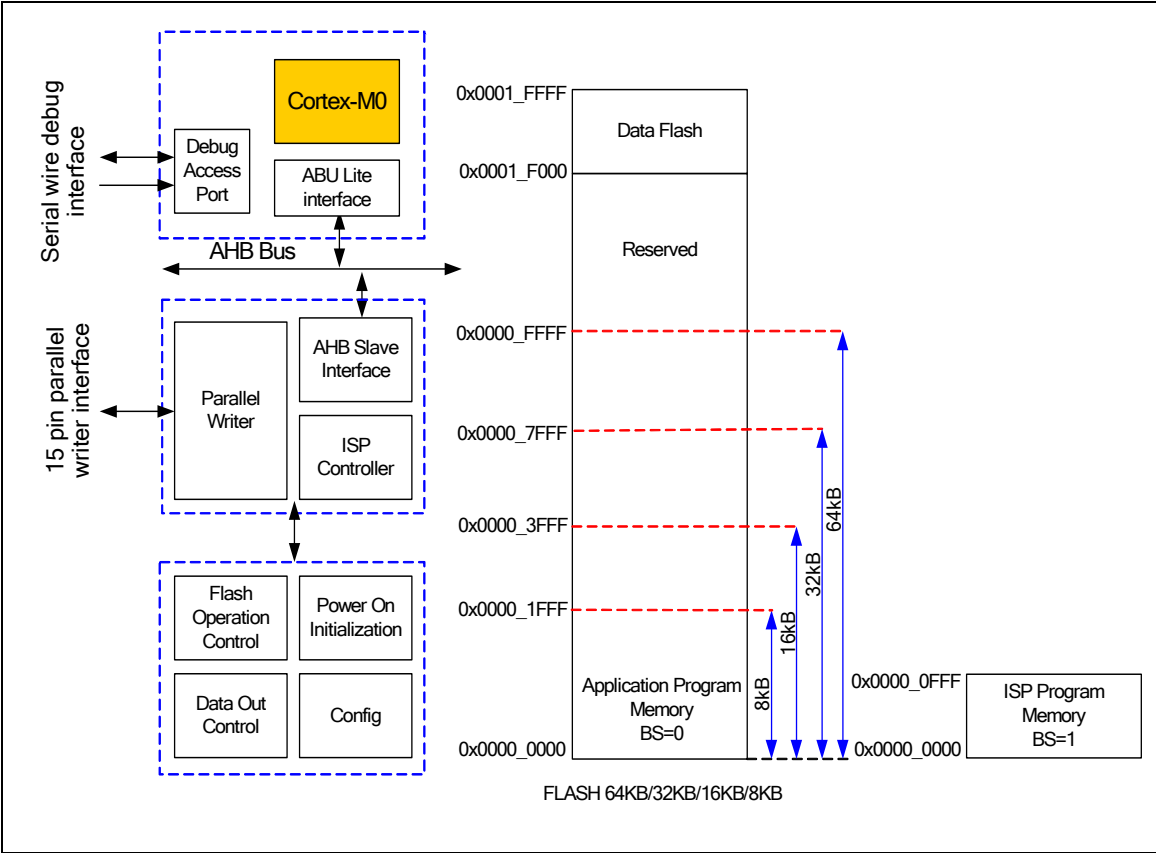 Serial wire debug
interface
Cortex-M0
Debug
Access
Port
ABU Lite
interface
AHB Bus
15 pin parallel
writer interface
Parallel
Writer
AHB Slave
Interface
ISP
Controller
Flash
Operation
Control
Power On
Initialization
Data Out
Control
Config
0x0001_FFFF
Data Flash
0x0001_F000
Reserved
0x0000_FFFF
0x0000_7FFF
0x0000_3FFF
0x0000_1FFF
0x0000_0000
Application Program
Memory
BS=0
8kB
16kB
32kB
64kB
0x0000_0FFF
0x0000_0000
ISP Program
Memory
BS=1
FLASH 64KB/32KB/16KB/8KB